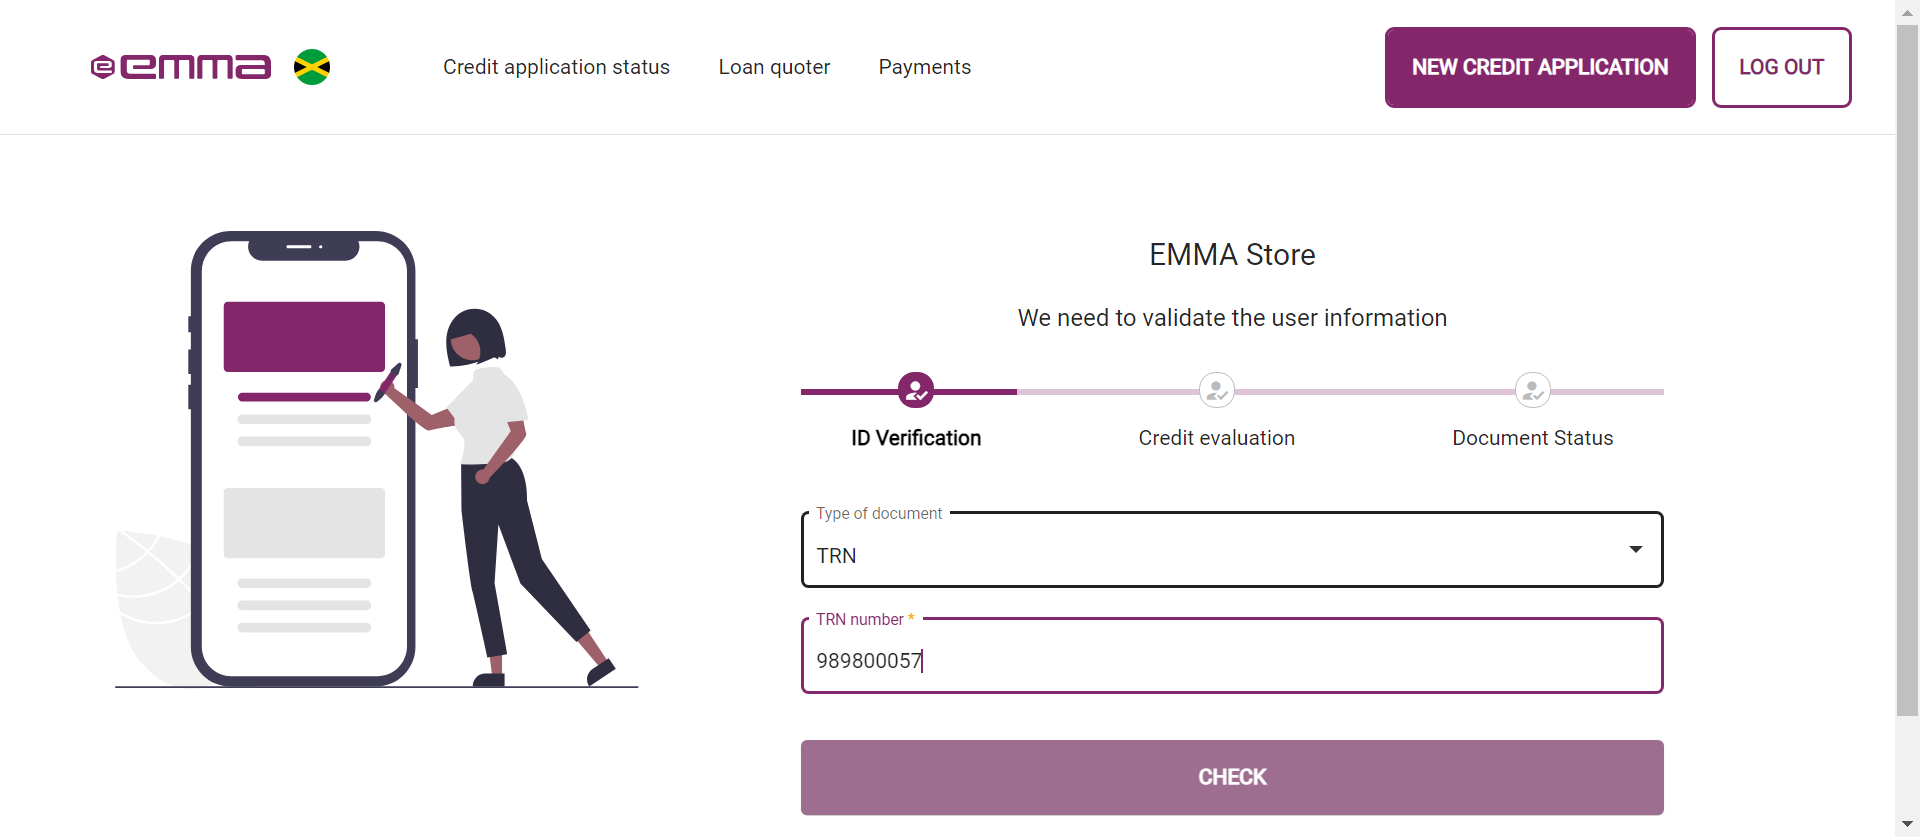 emma
Credit application status
Loan quoter
Payments
NEW CREDIT APPLICATION
LOG OUT
EMMA Store
We need to validate the user information
ID Verification
Credit evaluation
Document Status
Type of document
TRN
TRN number *
989800057
CHECK